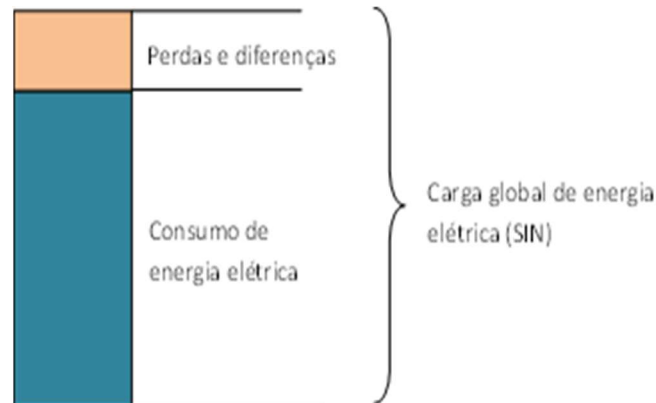 Perdas e diferenças
Consumo de
energia elétrica
Carga global de energia
elétrica (SIN)